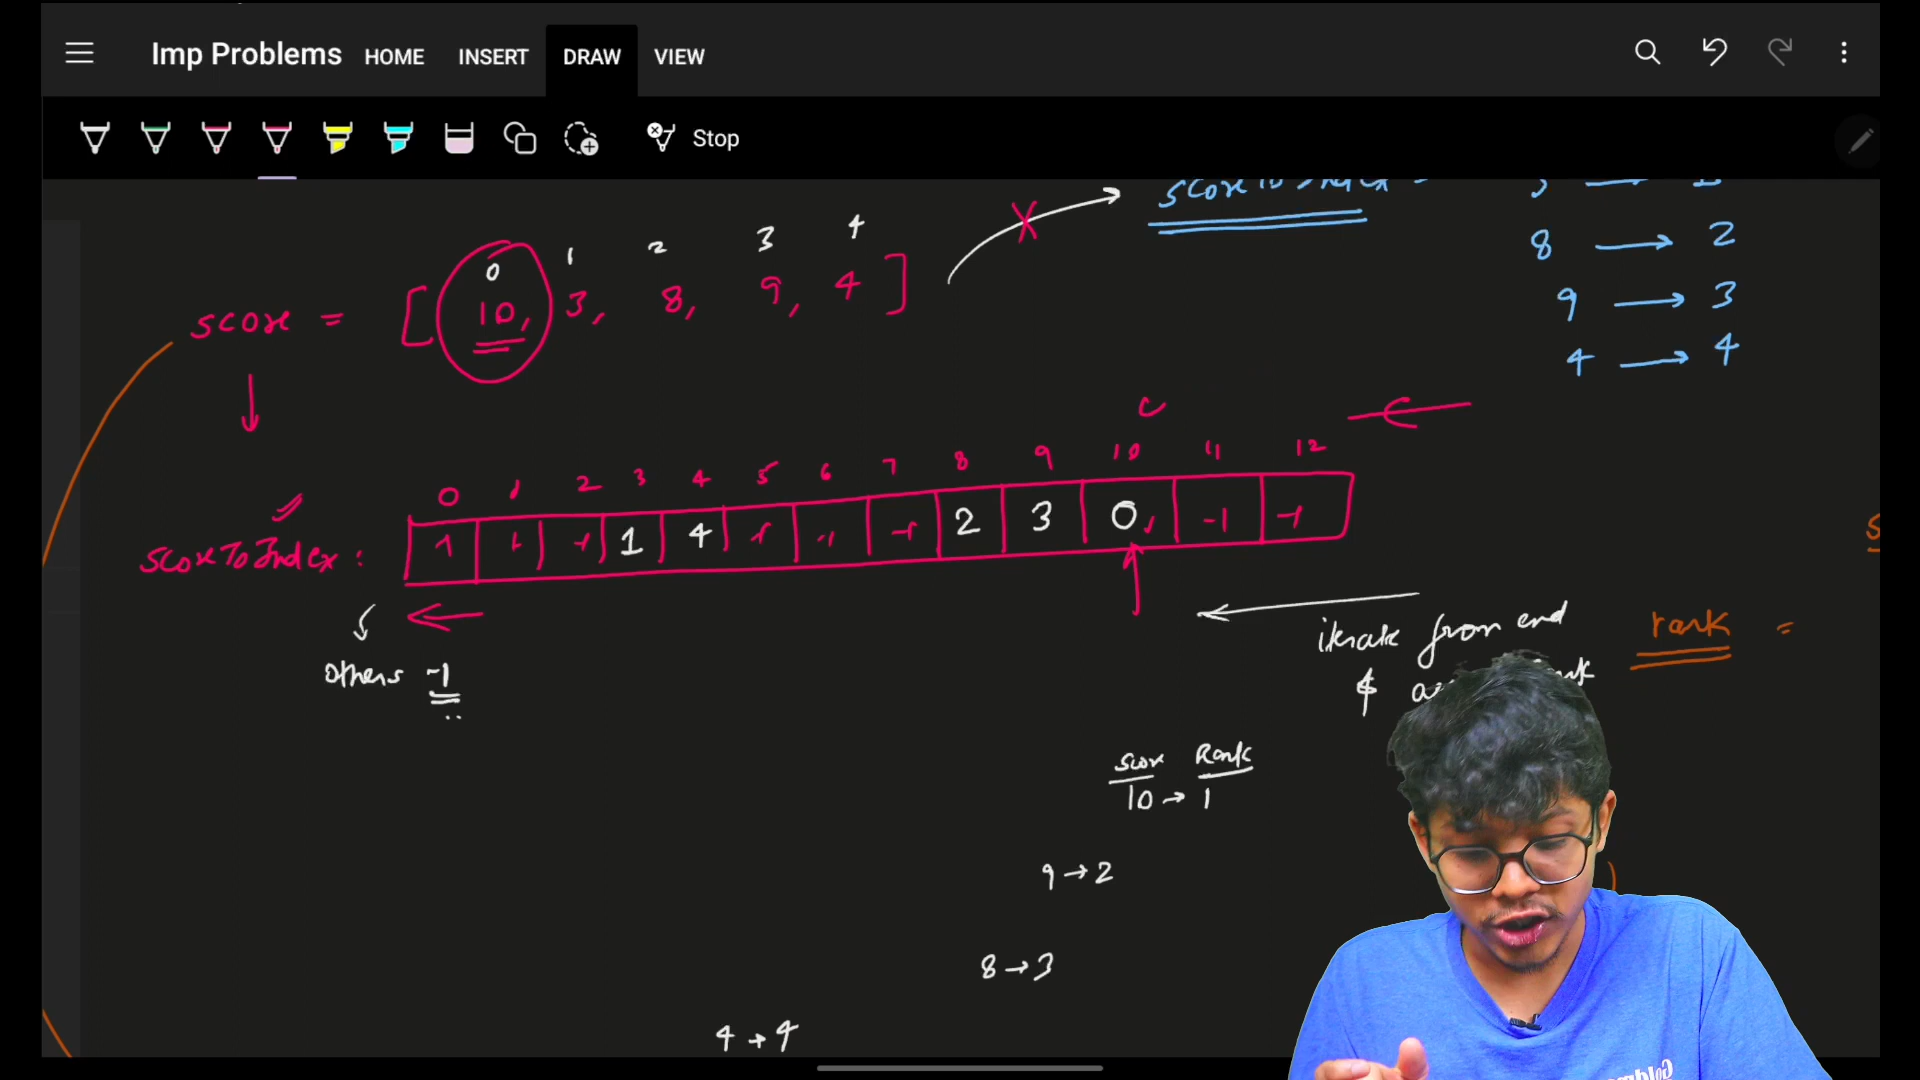 Imp Problems HOME INSERT DRAW VIEW
Stop
8 → 2
9 → 3
4 → 4
0 1 2 3 4
score = [ 10, 3, 8, 9, 4 ]
0 1 2 3 4 5 6 7 8 9 10 11 12
scoreToIndex : -1 -1 -1 1 4 -1 -1 -1 2 3 0 -1 -1
others -1
iterate from end
&
rank =
Score Rank
10 → 1
9 → 2
8 → 3
4 → 4